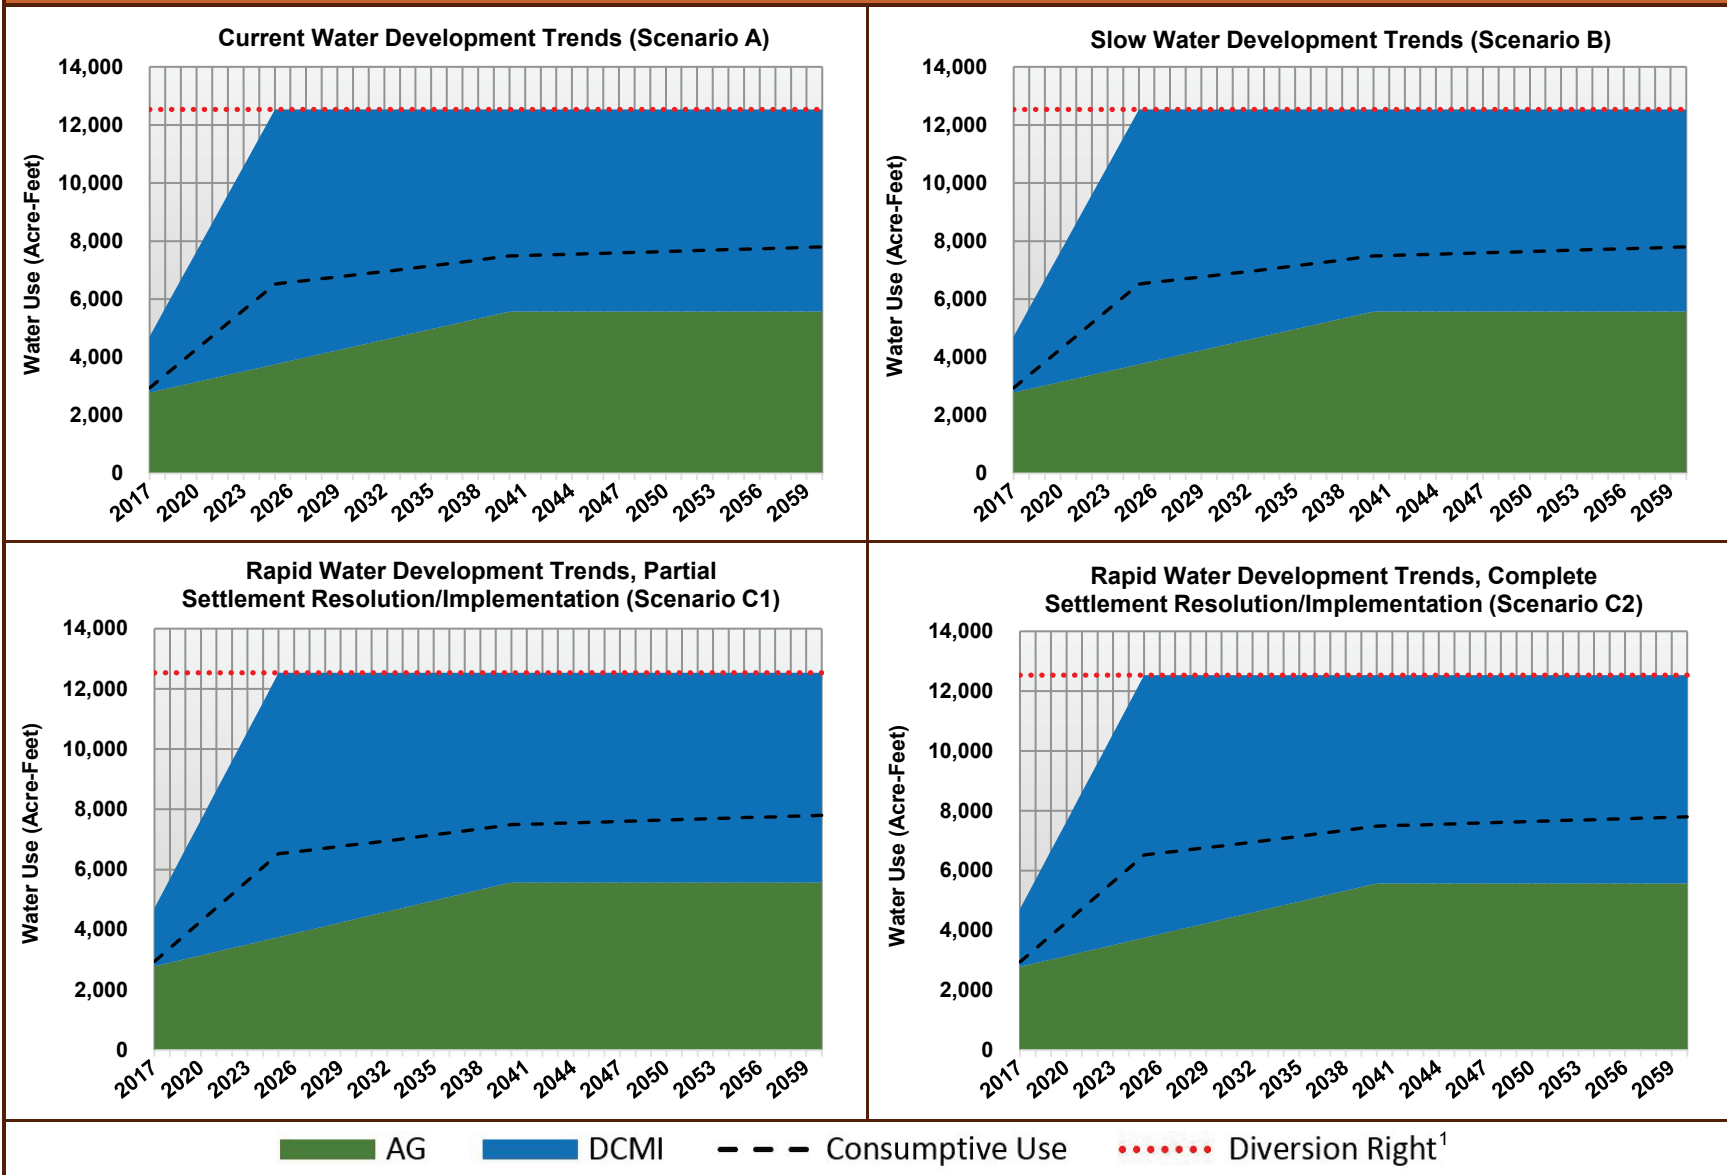 Current Water Development Trends (Scenario A)
Water Use (Acre-Feet)
14,000
12,000
10,000
8,000
6,000
4,000
2,000
0
2017 2020 2023 2026 2029 2032 2035 2038 2041 2044 2047 2050 2053 2056 2059
Slow Water Development Trends (Scenario B)
Water Use (Acre-Feet)
14,000
12,000
10,000
8,000
6,000
4,000
2,000
0
2017 2020 2023 2026 2029 2032 2035 2038 2041 2044 2047 2050 2053 2056 2059
Rapid Water Development Trends, Partial
Settlement Resolution/Implementation (Scenario C1)
Water Use (Acre-Feet)
14,000
12,000
10,000
8,000
6,000
4,000
2,000
0
2017 2020 2023 2026 2029 2032 2035 2038 2041 2044 2047 2050 2053 2056 2059
Rapid Water Development Trends, Complete
Settlement Resolution/Implementation (Scenario C2)
Water Use (Acre-Feet)
14,000
12,000
10,000
8,000
6,000
4,000
2,000
0
2017 2020 2023 2026 2029 2032 2035 2038 2041 2044 2047 2050 2053 2056 2059
AG DCMI Consumptive Use Diversion Right¹